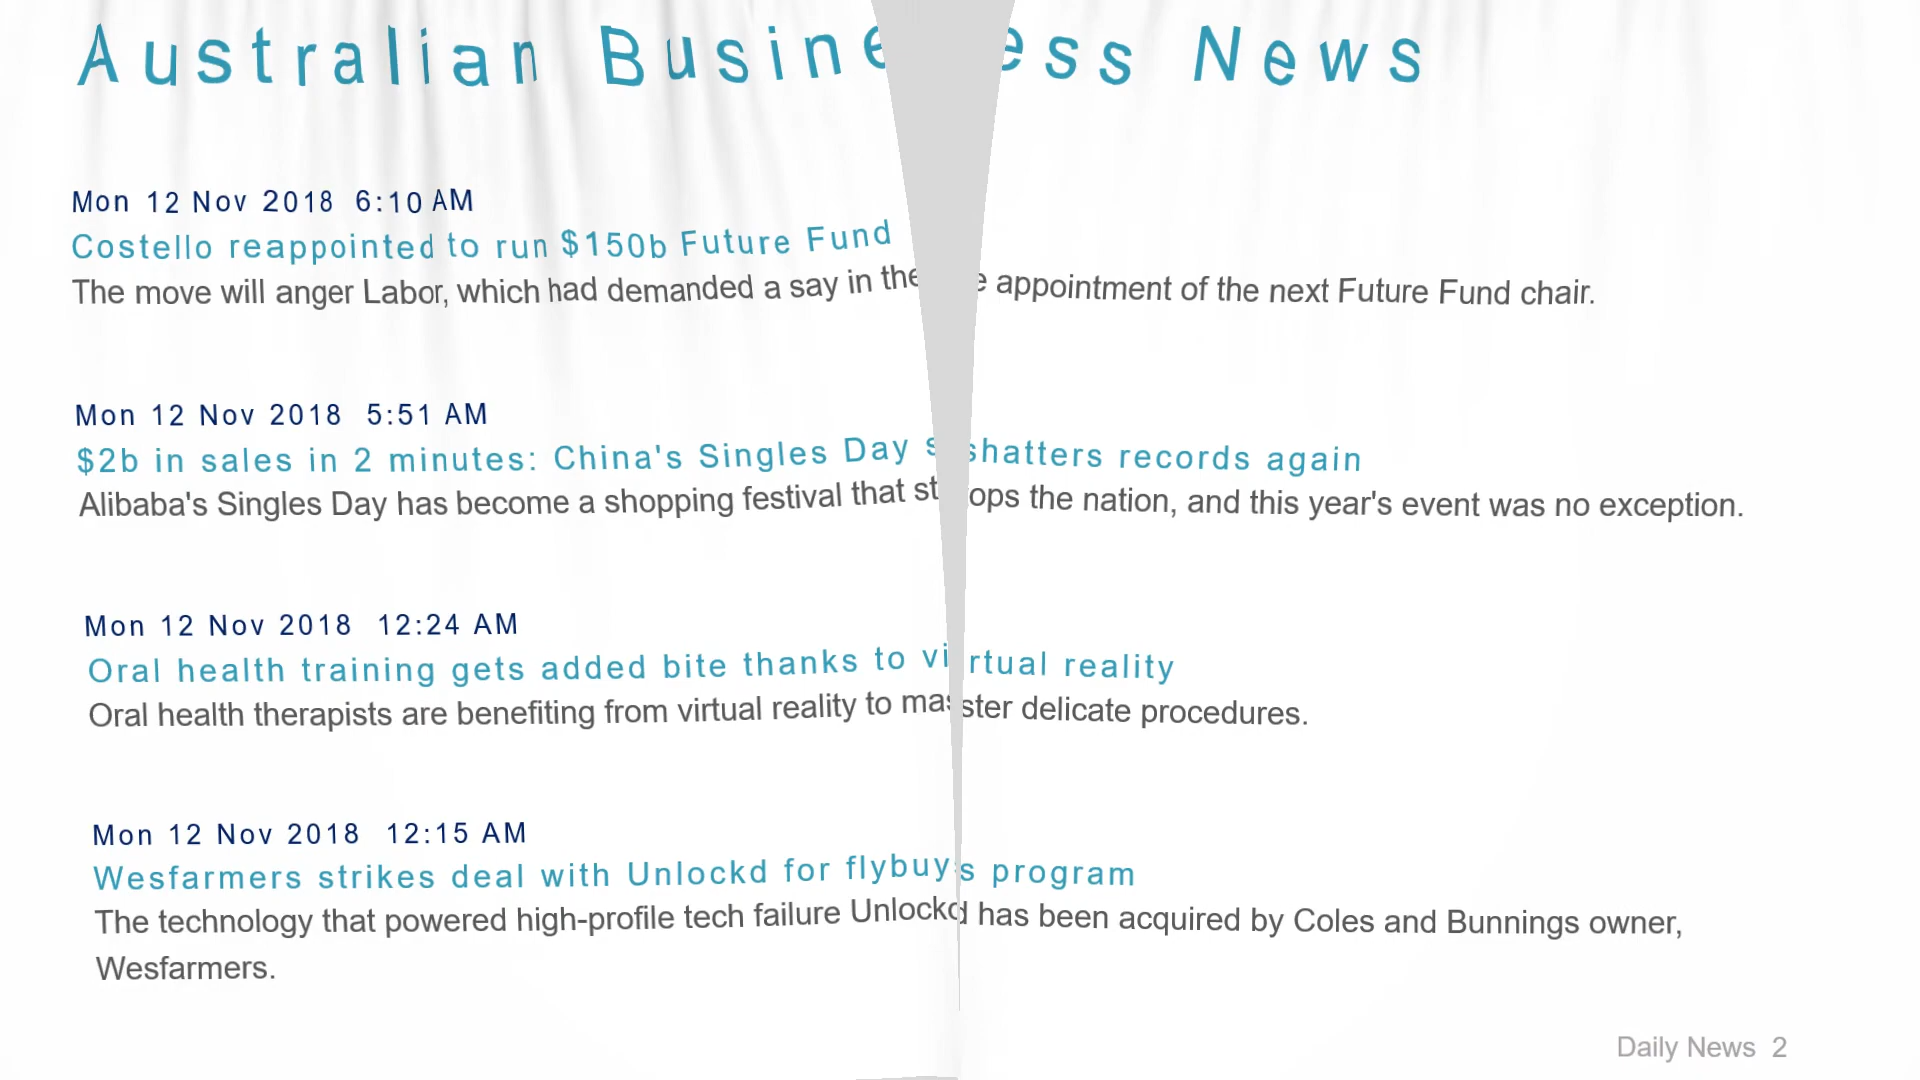 Australian Business News
Mon 12 Nov 2018 6:10 AM
Costello reappointed to run $150b Future Fund
The move will anger Labor, which had demanded a say in the appointment of the next Future Fund chair.
Mon 12 Nov 2018 5:51 AM
$2b in sales in 2 minutes: China's Singles Day shatters records again
Alibaba's Singles Day has become a shopping festival that stops the nation, and this year's event was no exception.
Mon 12 Nov 2018 12:24 AM
Oral health training gets added bite thanks to virtual reality
Oral health therapists are benefiting from virtual reality to master delicate procedures.
Mon 12 Nov 2018 12:15 AM
Wesfarmers strikes deal with Unlockd for flybuys program
The technology that powered high-profile tech failure Unlockd has been acquired by Coles and Bunnings owner,
Wesfarmers.
Daily News 2